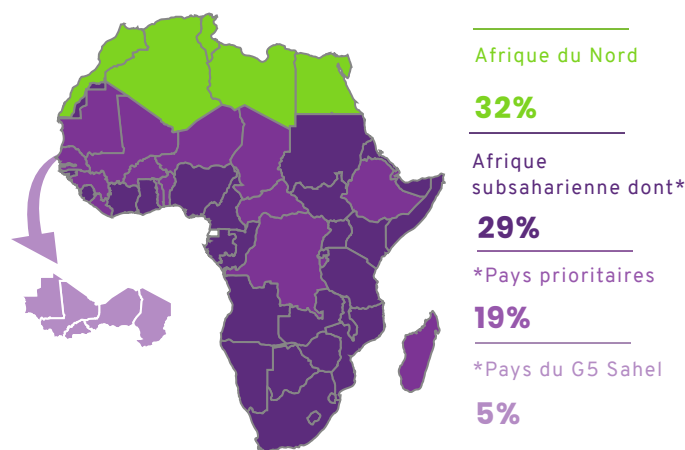 Afrique du Nord
32%
Afrique
subsaharienne dont*
29%
*Pays prioritaires
19%
*Pays du G5 Sahel
5%